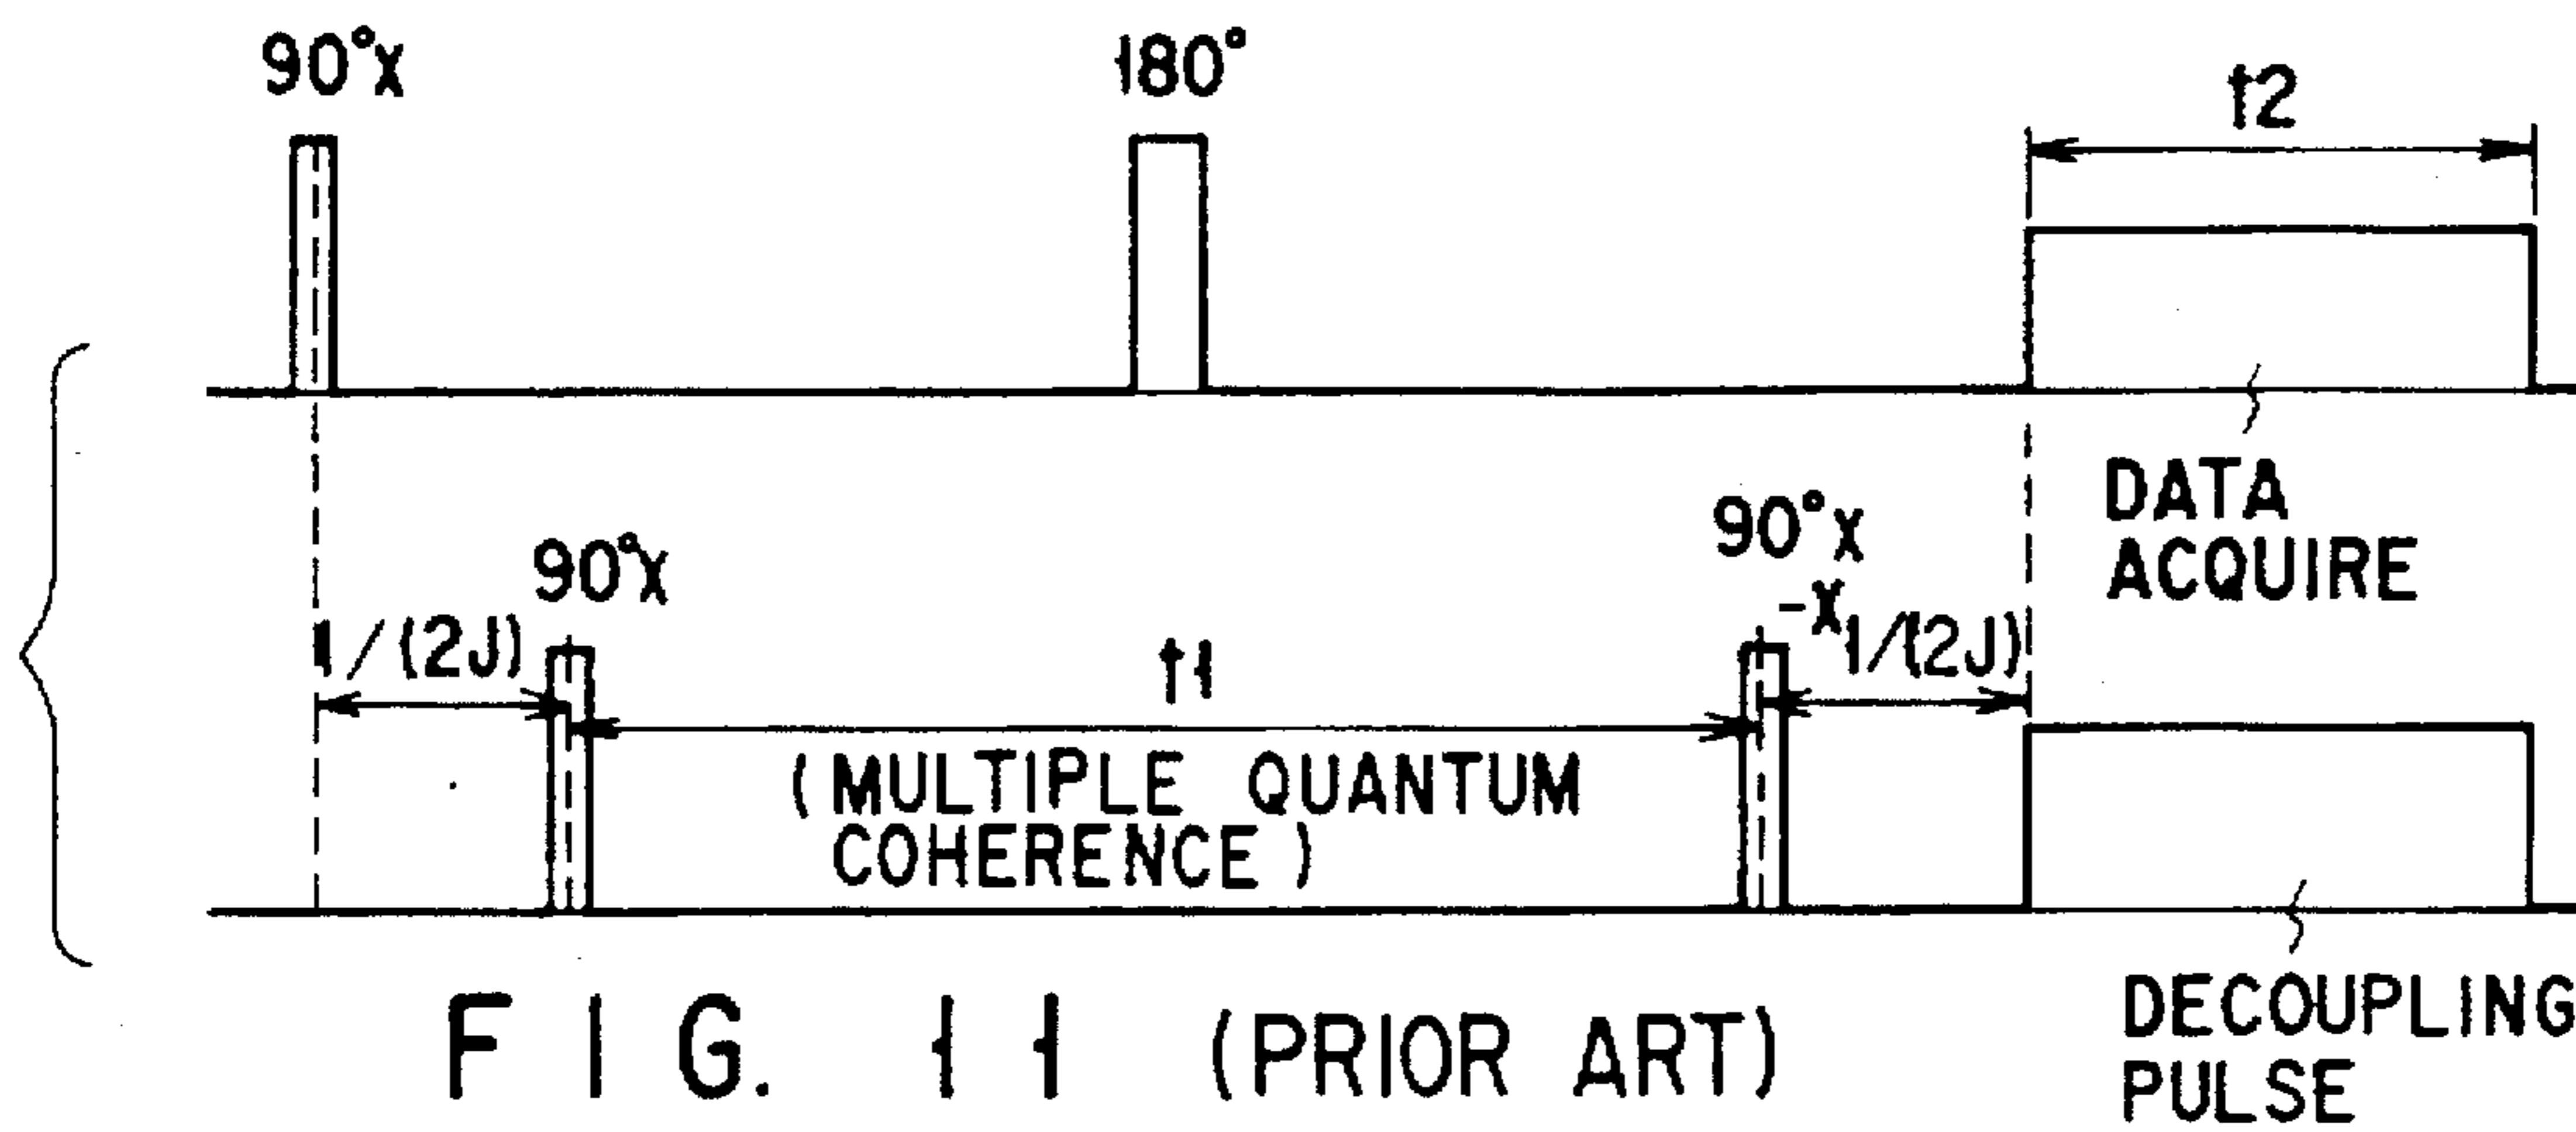 90°x
180°
t2
DATA
ACQUIRE
90°x
90°x
-x
1/(2J)
t1
1/(2J)
(MULTIPLE QUANTUM
COHERENCE)
DECOUPLING
PULSE
FIG. 11 (PRIOR ART)